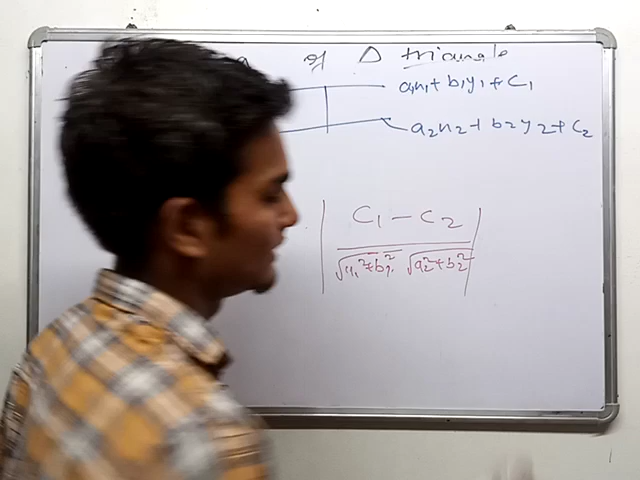 of Δ triangle
a₁x₁ + b₁y₁ + C₁
a₂x₂ + b₂y₂ + C₂
| C₁ - C₂ / √a₁²+b₁² √a₂²+b₂² |